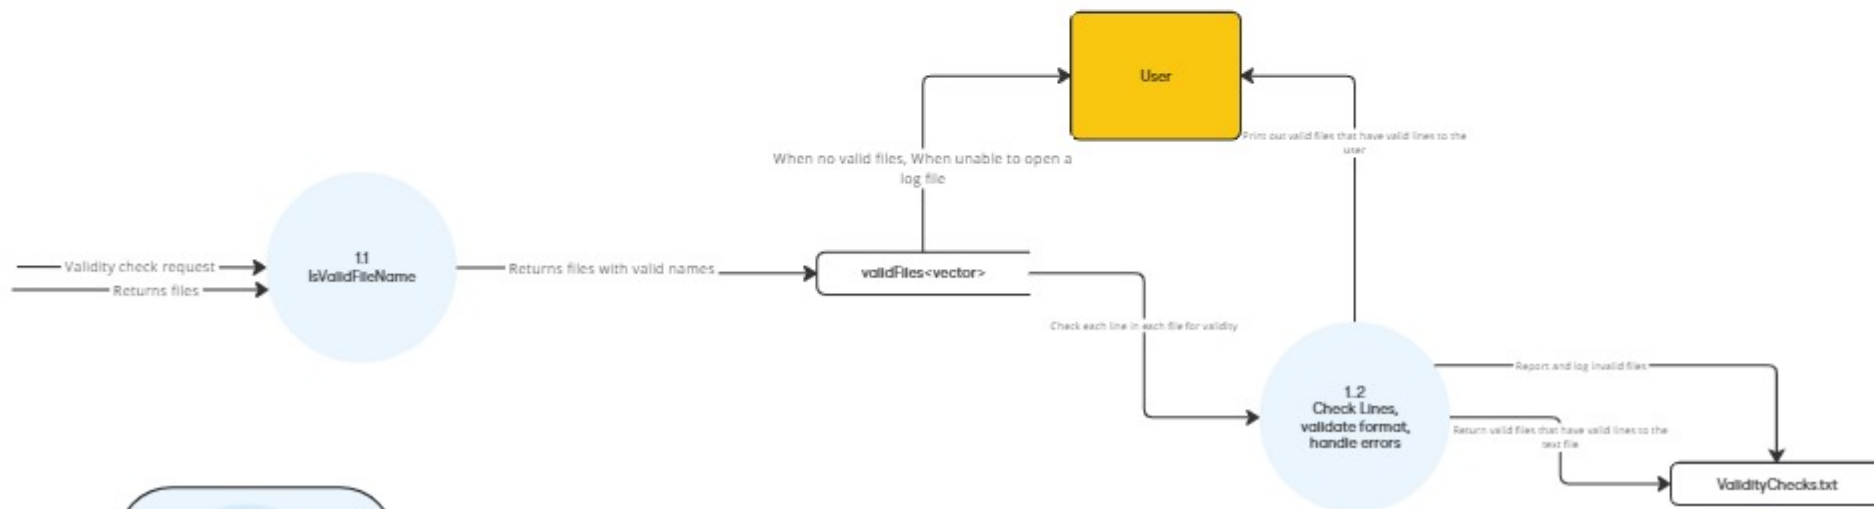 User
Print out valid files that have valid lines to the
user
When no valid files, When unable to open a
log file
1.1
IsValidFileName
Validity check request
Returns files
Returns files with valid names
validFiles<vector>
Check each line in each file for validity
1..2
Check Lines,
validate format,
handle errors
Report and log invalid files
Return valid files that have valid lines to the
text file
ValidityChecks.txt